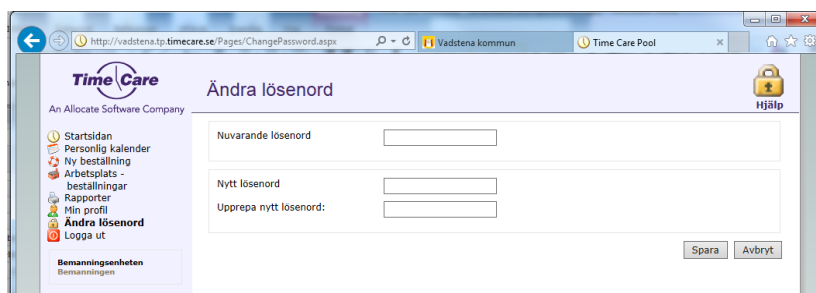 http://vadstena.tp.timecare.se/Pages/ChangePassword.aspx
Vadstena kommun
Time Care Pool
Time Care
An Allocate Software Company
Ändra lösenord
Hjälp
Startsidan
Personlig kalender
Ny beställning
Arbetsplats -
beställningar
Rapporter
Min profil
Ändra lösenord
Logga ut
Bemanningsenheten
Bemanningen
Nuvarande lösenord
Nytt lösenord
Upprepa nytt lösenord:
Spara
Avbryt